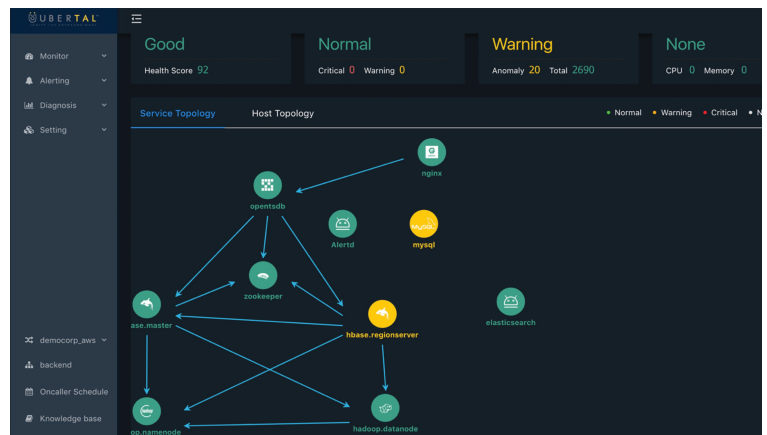 UBERTAL
Monitor
Alerting
Diagnosis
Setting
democorp_aws
backend
Oncaller Schedule
Knowledge base
Good
Health Score 92
Normal
Critical 0 Warning 0
Warning
Anomaly 20 Total 2690
None
CPU 0 Memory 0
Service Topology
Host Topology
Normal
Warning
Critical
N
nginx
opentsdb
Alertd
MySQL
mysql
zookeeper
ase.master
hbase.regionserver
elasticsearch
op.namenode
hadoop.datanode